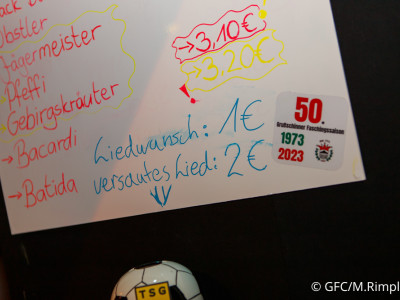 Obstler
Jägermeister
Pfeffi
Gebirgskräuter
→ Bacardi
→ Batida
→ 3,10€
→ 3,20€
!
Liedwunsch: 1€
versautes Lied: 2€
50.
1973
2023
TSG
© GFC/M.Rimpl